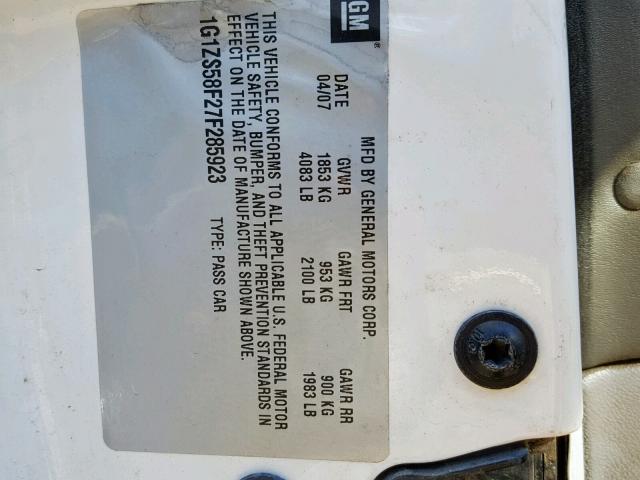 GM®
MFD BY GENERAL MOTORS CORP.
DATE GVWR GAWR FRT GAWR RR
04/07 1853 KG 953 KG 900 KG
4083 LB 2100 LB 1983 LB
THIS VEHICLE CONFORMS TO ALL APPLICABLE U.S. FEDERAL MOTOR
VEHICLE SAFETY, BUMPER, AND THEFT PREVENTION STANDARDS IN
EFFECT ON THE DATE OF MANUFACTURE SHOWN ABOVE.
1G1ZS58F27F285923 TYPE: PASS CAR